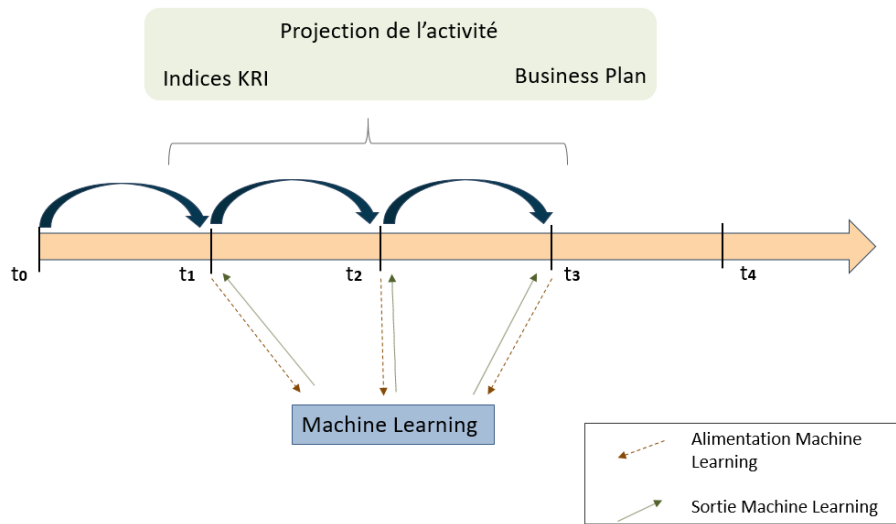 Projection de l'activité
Indices KRI
Business Plan
t0
t1
t2
t3
t4
Machine Learning
Alimentation Machine
Learning
Sortie Machine Learning